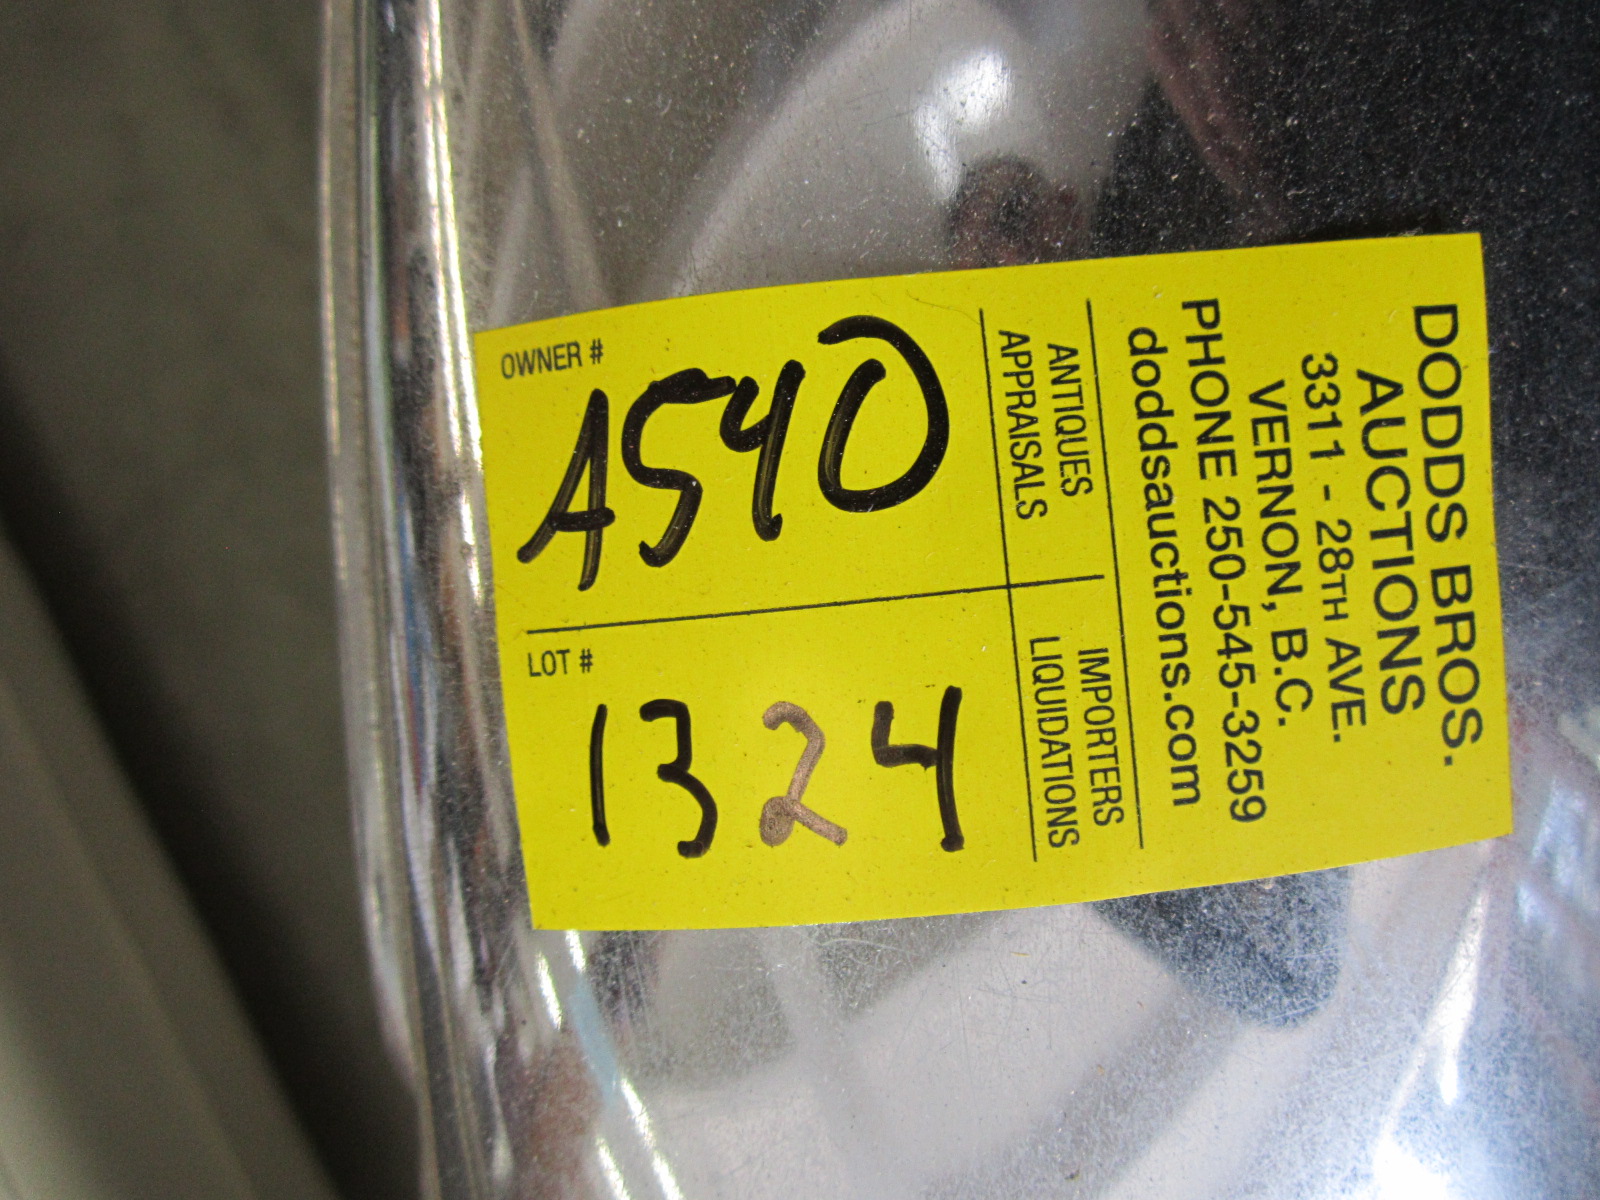 DODDS BROS.
AUCTIONS
3311 - 28TH AVE.
VERNON, B.C.
PHONE 250-545-3259
doddsauctions.com
ANTIQUES
APPRAISALS
IMPORTERS
LIQUIDATIONS
OWNER #
A540
LOT #
1324